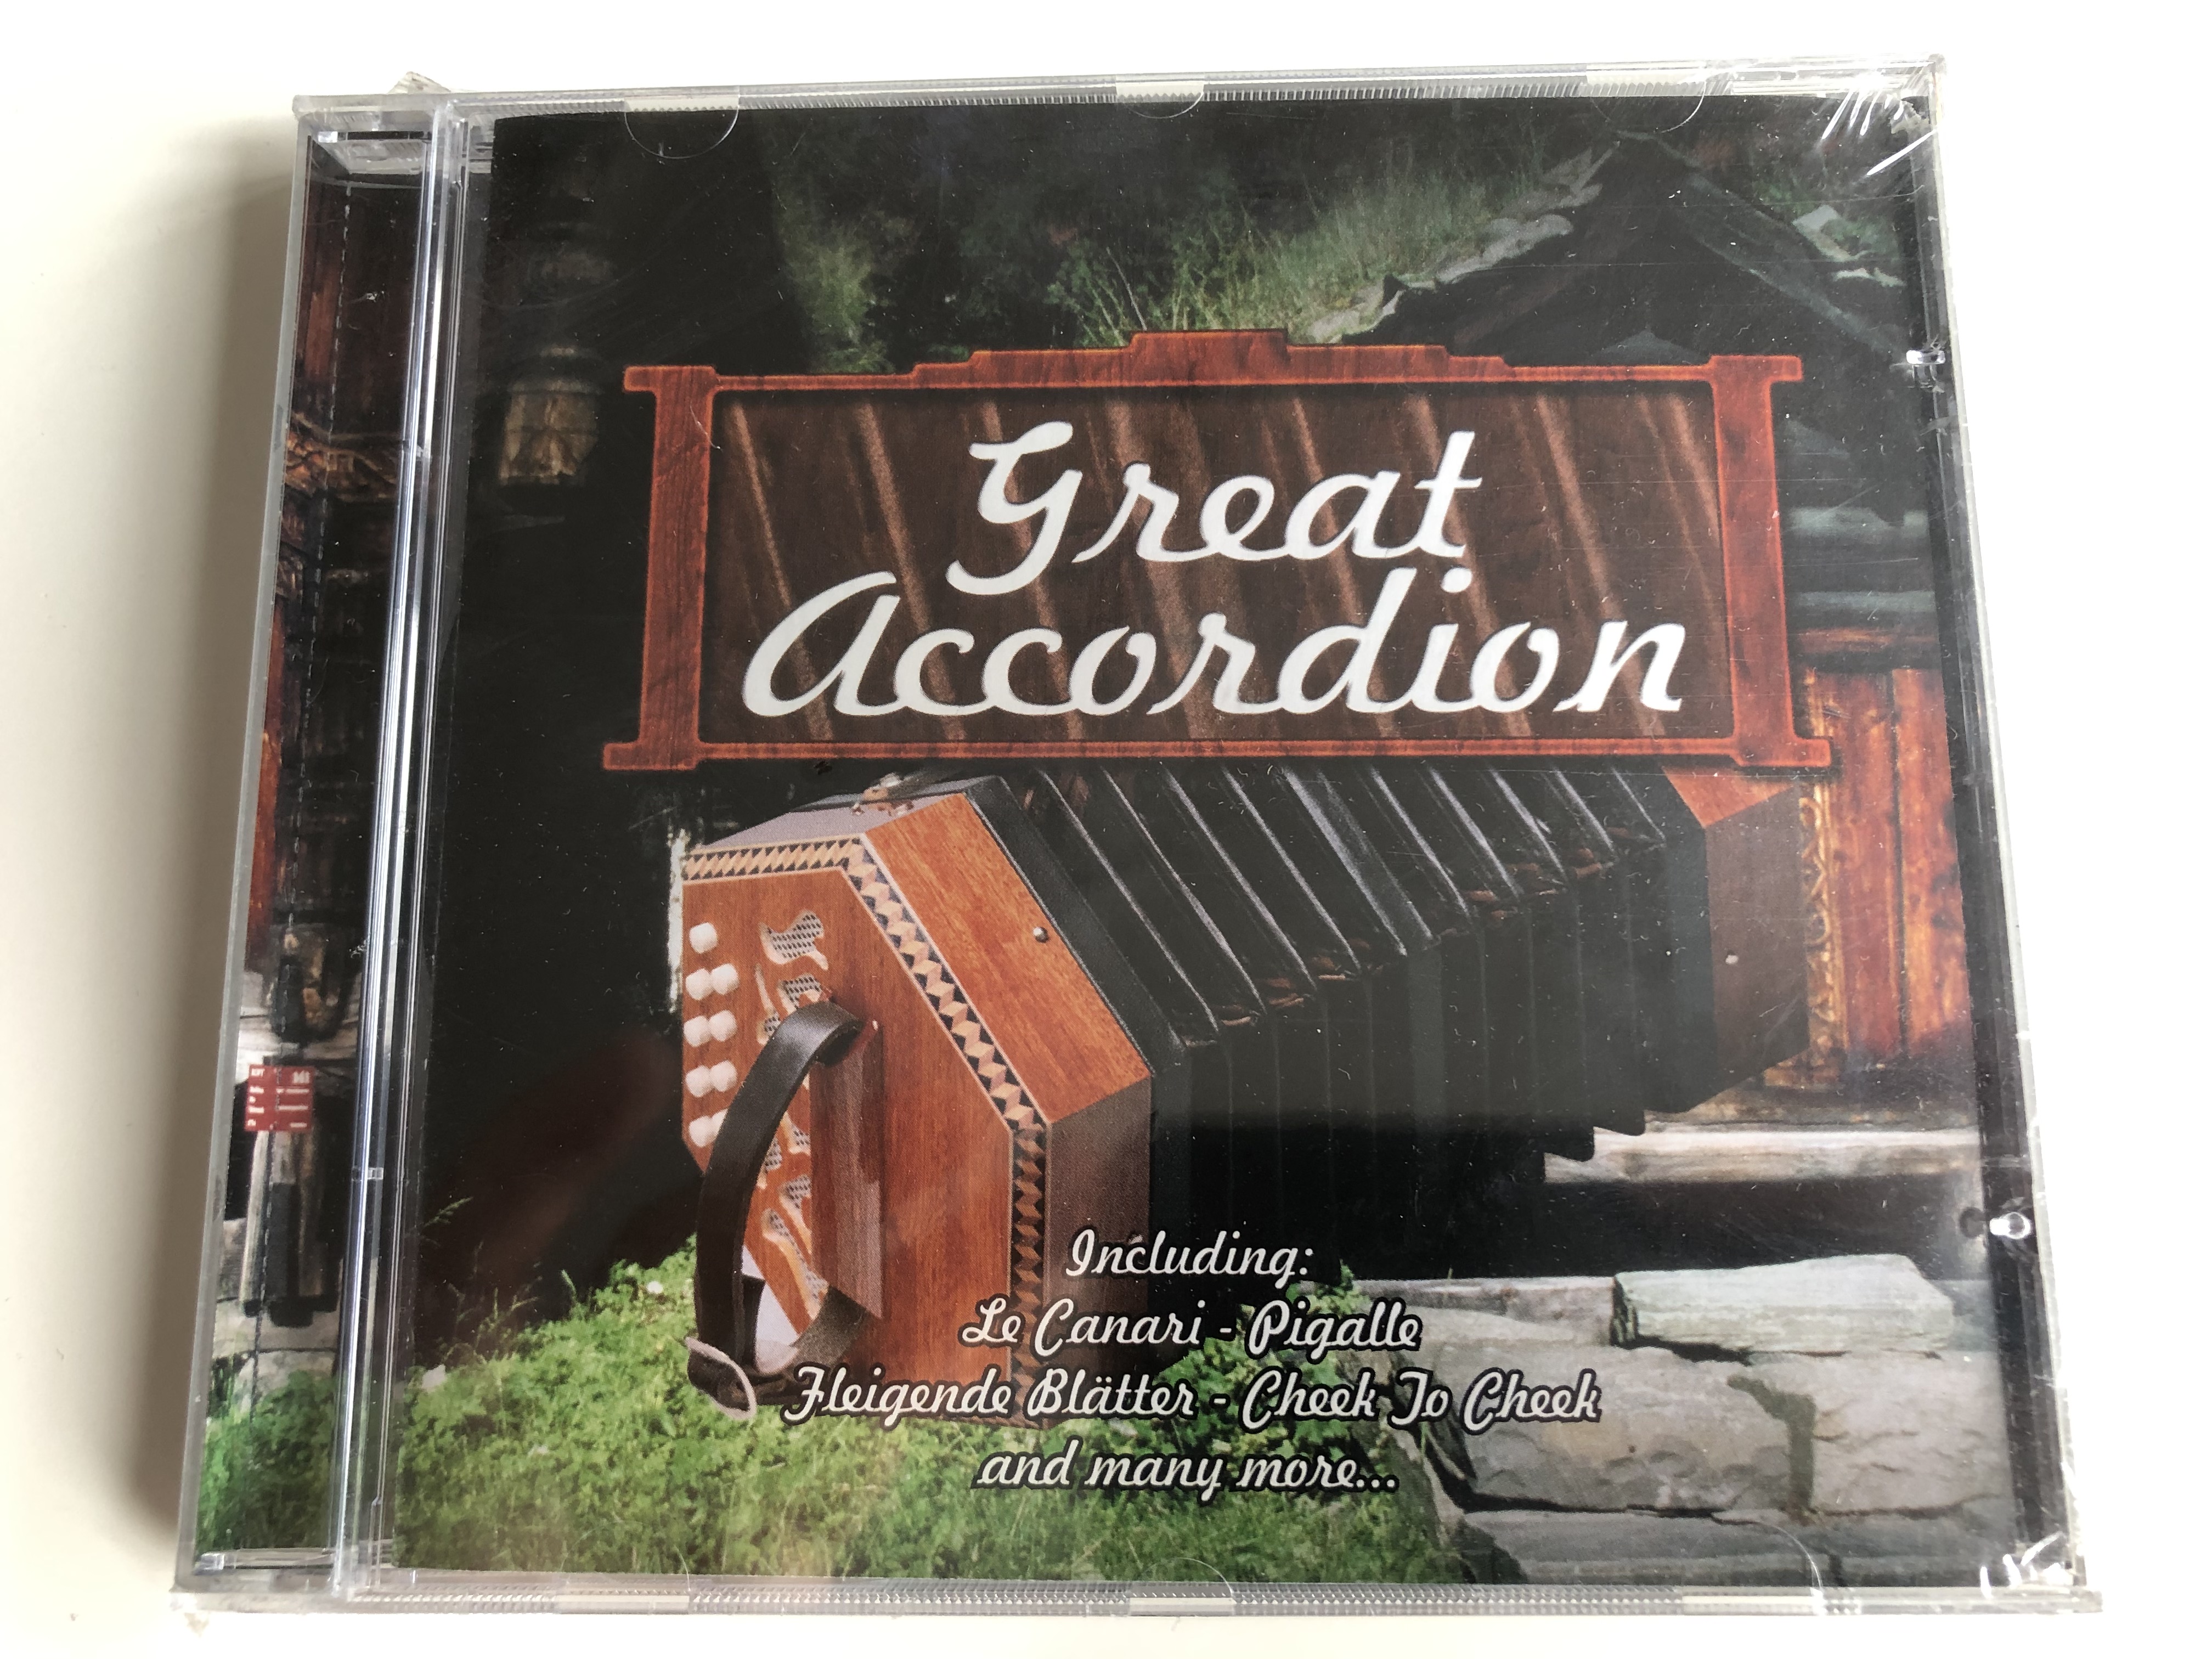 Great
Accordion
Including:
Le Canari - Pigalle
Fleigende Blätter - Cheek To Cheek
and many more...